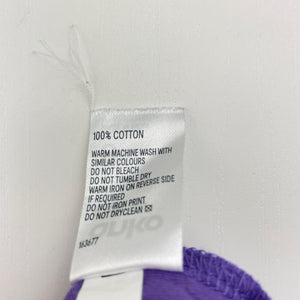 100% COTTON
WARM MACHINE WASH WITH
SIMILAR COLOURS
DO NOT BLEACH
DO NOT TUMBLE DRY
WARM IRON ON REVERSE SIDE
IF REQUIRED
DO NOT IRON PRINT
DO NOT DRYCLEAN
163677